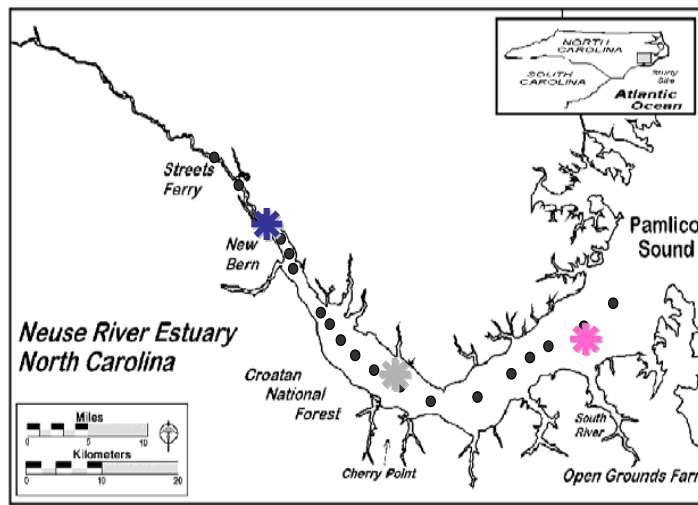 NORTH
CAROLINA
SOUTH
CAROLINA
Study
Site
Atlantic
Ocean
Streets
Ferry
New
Bern
Pamlico
Sound
Neuse River Estuary
North Carolina
Croatan
National
Forest
South
River
Cherry Point
Open Grounds Farm
Miles
0 5 10
Kilometers
0 10 20